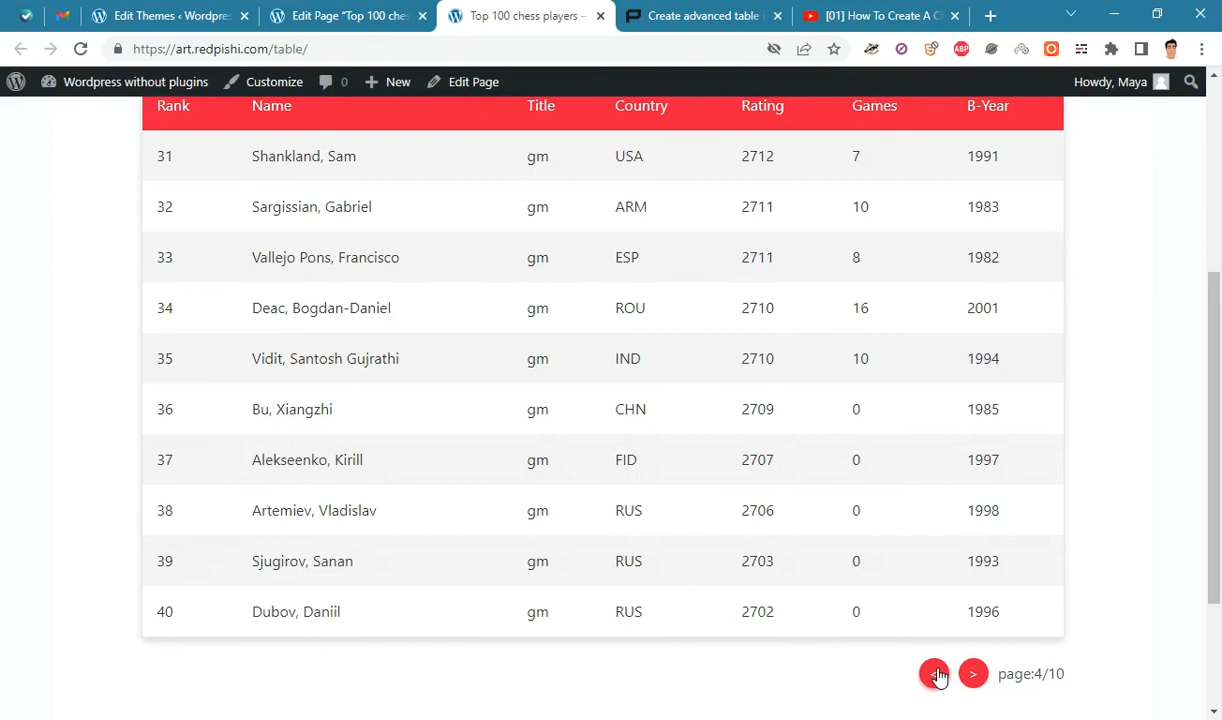 Edit Themes ‹ Wordpres
Edit Page "Top 100 ches
Top 100 chess players –
Create advanced table i
[01] How To Create A C
https://art.redpishi.com/table/
ABP
Wordpress without plugins
Customize
0
New
Edit Page
Howdy, Maya
Rank Name Title Country Rating Games B-Year
31 Shankland, Sam gm USA 2712 7 1991
32 Sargissian, Gabriel gm ARM 2711 10 1983
33 Vallejo Pons, Francisco gm ESP 2711 8 1982
34 Deac, Bogdan-Daniel gm ROU 2710 16 2001
35 Vidit, Santosh Gujrathi gm IND 2710 10 1994
36 Bu, Xiangzhi gm CHN 2709 0 1985
37 Alekseenko, Kirill gm FID 2707 0 1997
38 Artemiev, Vladislav gm RUS 2706 0 1998
39 Sjugirov, Sanan gm RUS 2703 0 1993
40 Dubov, Daniil gm RUS 2702 0 1996
< > page:4/10